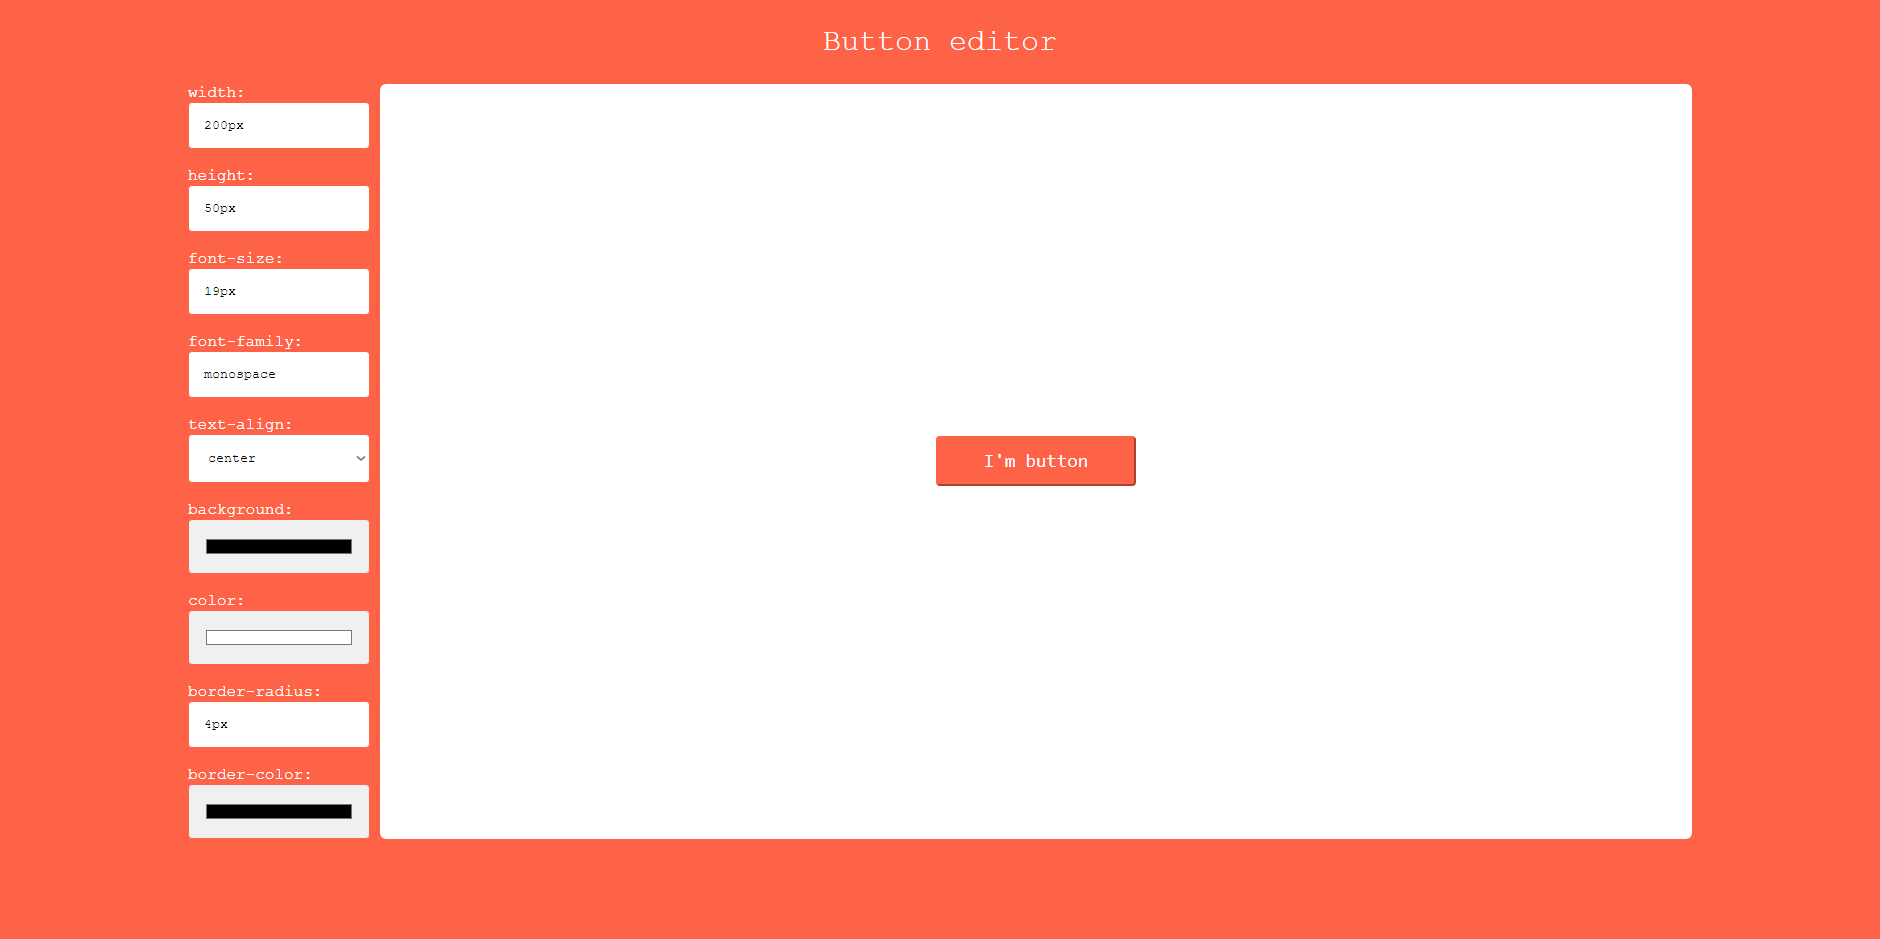 Button editor
width:
200px
height:
50px
font-size:
19px
font-family:
monospace
text-align:
center
background:
color:
border-radius:
4px
border-color:
I'm button